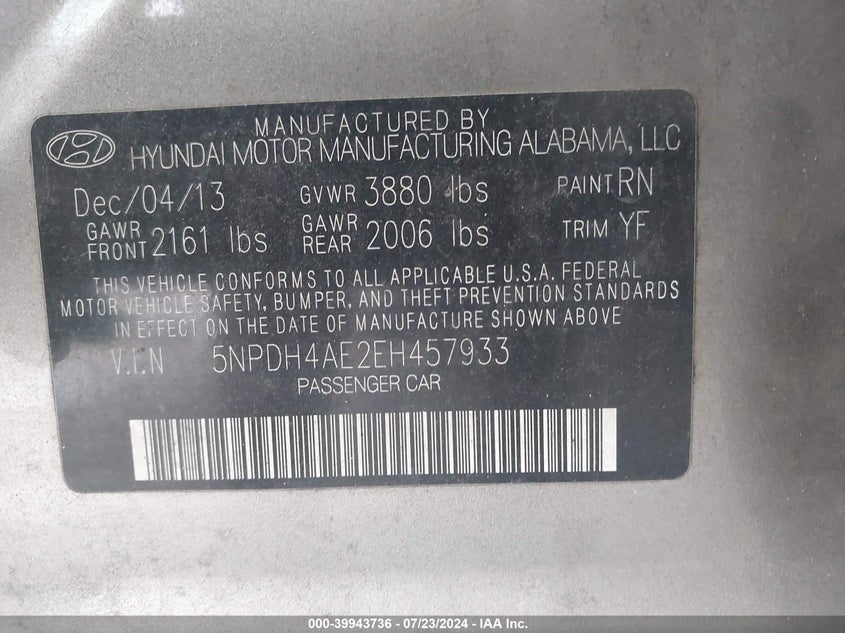 MANUFACTURED BY
HYUNDAI MOTOR MANUFACTURING ALABAMA, LLC
Dec/04/13 GVWR 3880 lbs PAINT RN
GAWR FRONT 2161 lbs GAWR REAR 2006 lbs TRIM YF
THIS VEHICLE CONFORMS TO ALL APPLICABLE U.S.A. FEDERAL
MOTOR VEHICLE SAFETY, BUMPER, AND THEFT PREVENTION STANDARDS
IN EFFECT ON THE DATE OF MANUFACTURE SHOWN ABOVE
V.I.N 5NPDH4AE2EH457933
PASSENGER CAR
000-39943736 - 07/23/2024 - IAA Inc.